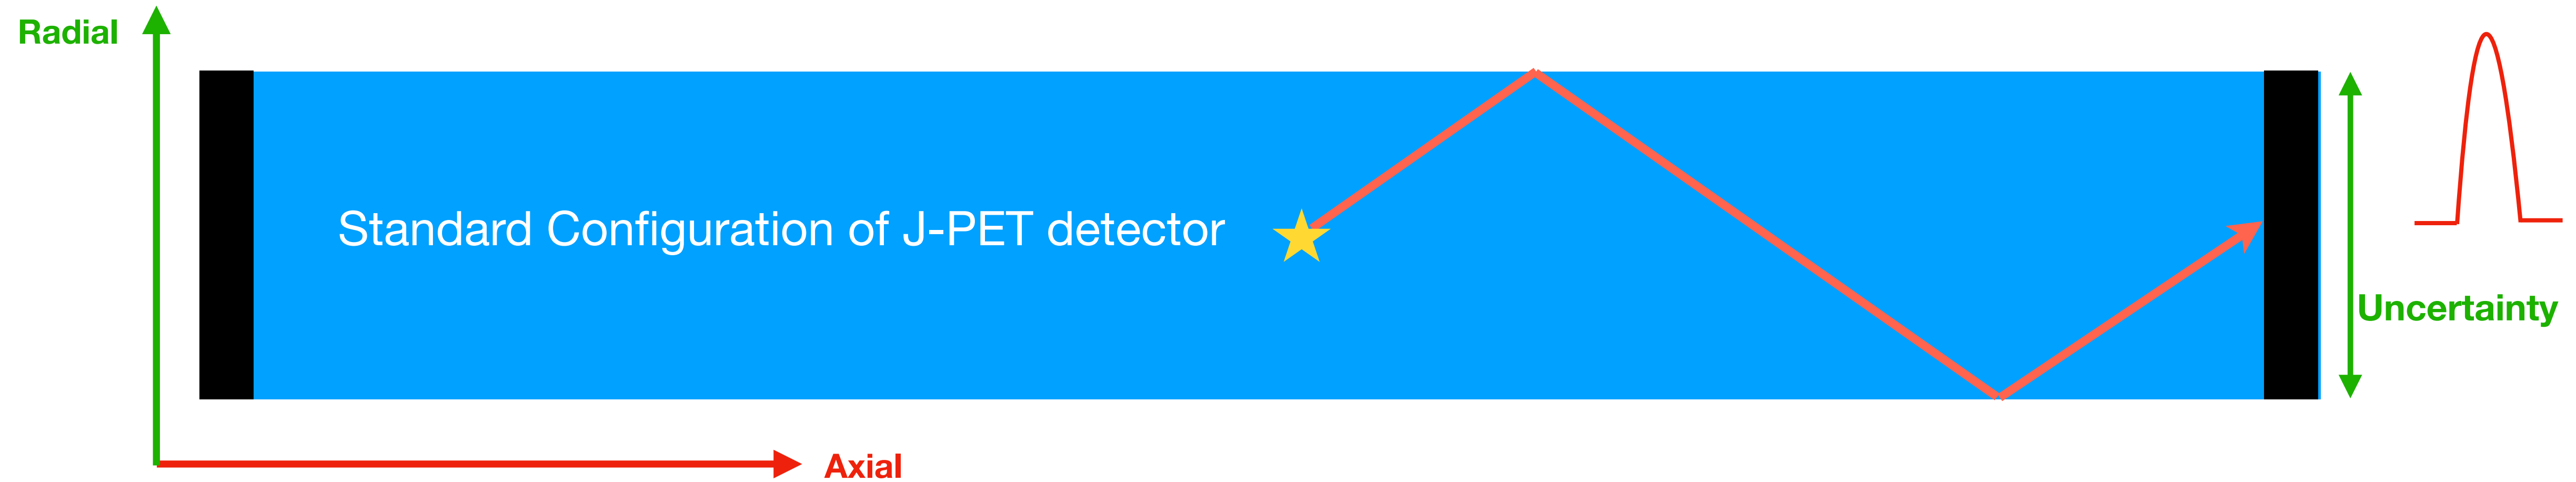 Radial
Standard Configuration of J-PET detector
Uncertainty
Axial